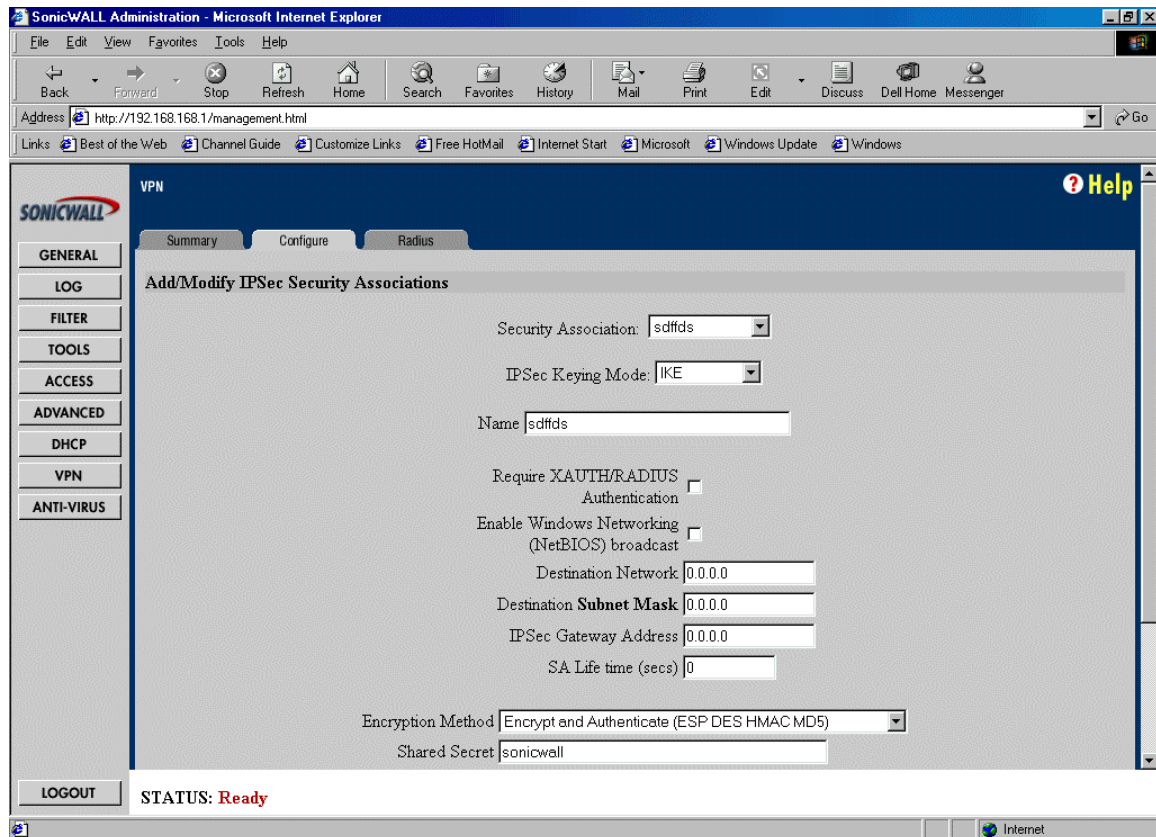 SonicWALL Administration - Microsoft Internet Explorer
File Edit View Favorites Tools Help
Back Forward Stop Refresh Home Search Favorites History Mail Print Edit Discuss Dell Home Messenger
Address http://192.168.168.1/management.html Go
Links Best of the Web Channel Guide Customize Links Free HotMail Internet Start Microsoft Windows Update Windows
SONICWALL
VPN
? Help
Summary Configure Radius
GENERAL
LOG
FILTER
TOOLS
ACCESS
ADVANCED
DHCP
VPN
ANTI-VIRUS
LOGOUT
Add/Modify IPSec Security Associations
Security Association: sdffds
IPSec Keying Mode: IKE
Name sdffds
Require XAUTH/RADIUS
Authentication
Enable Windows Networking
(NetBIOS) broadcast
Destination Network 0.0.0.0
Destination Subnet Mask 0.0.0.0
IPSec Gateway Address 0.0.0.0
SA Life time (secs) 0
Encryption Method Encrypt and Authenticate (ESP DES HMAC MD5)
Shared Secret sonicwall
STATUS: Ready
Internet